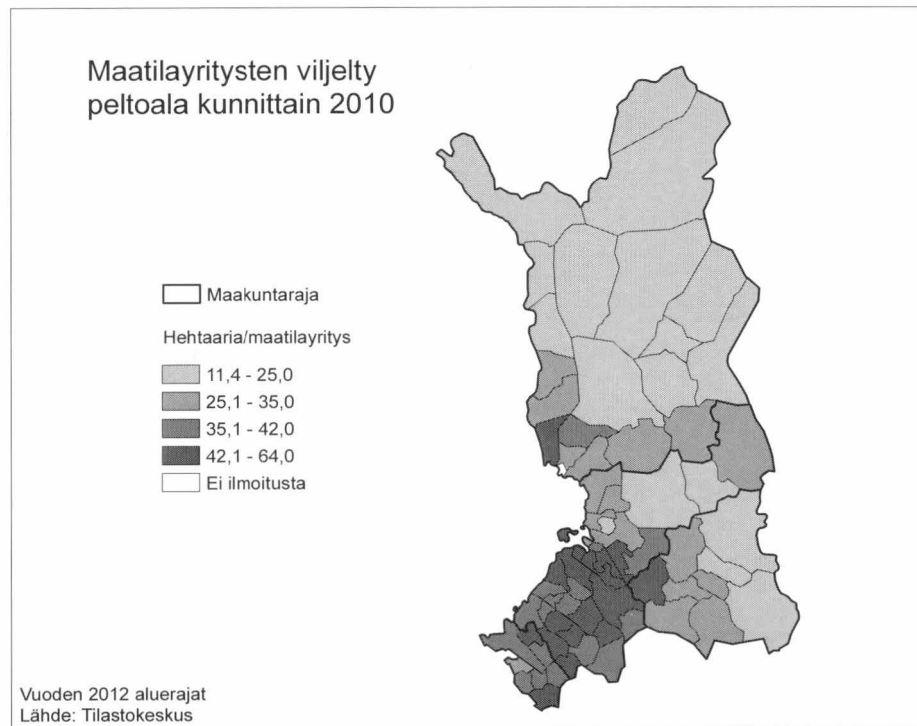 Maatilayritysten viljelty
peltoala kunnittain 2010
Maakuntaraja
Hehtaaria/maatilayritys
11,4 - 25,0
25,1 - 35,0
35,1 - 42,0
42,1 - 64,0
Ei ilmoitusta
Vuoden 2012 aluerajat
Lähde: Tilastokeskus